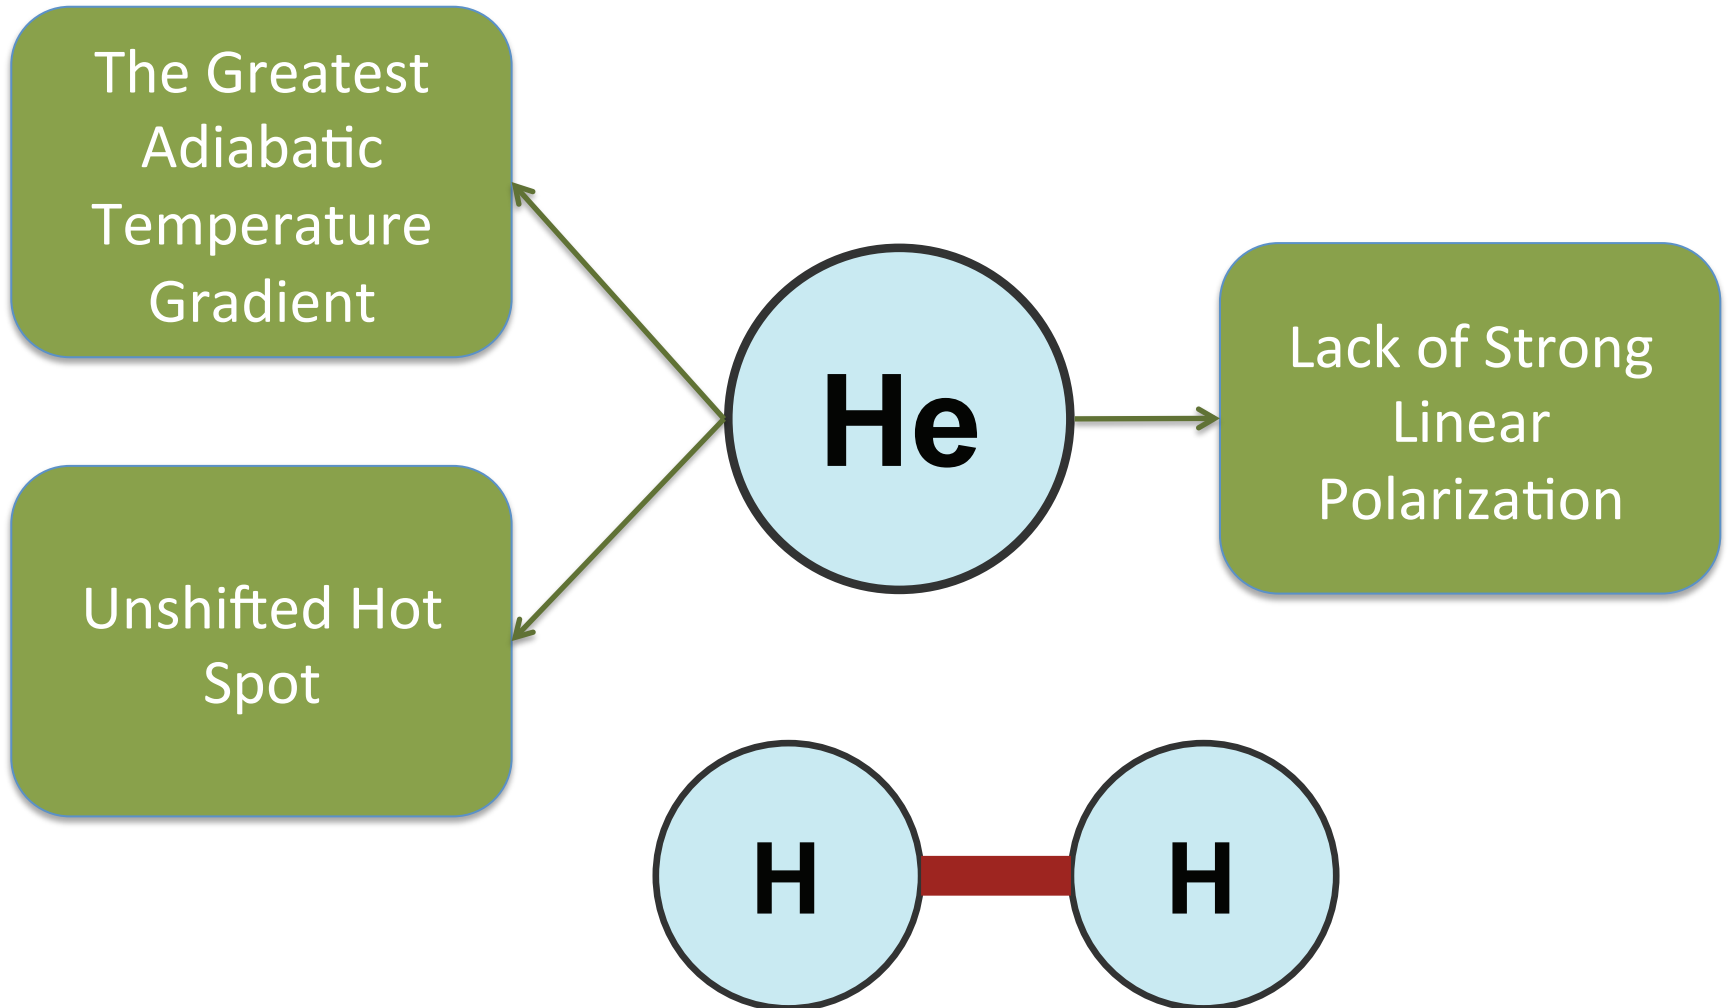 The Greatest
Adiabatic
Temperature
Gradient
He
Lack of Strong
Linear
Polarization
Unshifted Hot
Spot
H
H